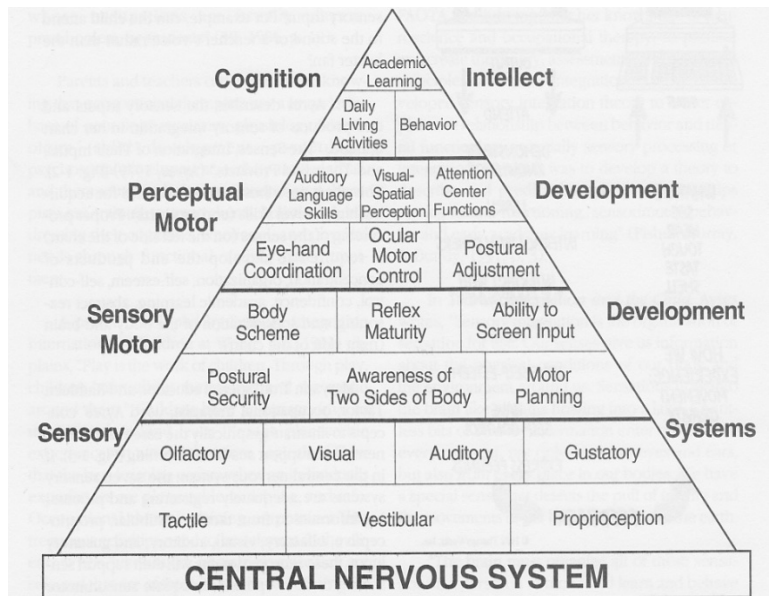 Cognition
Intellect
Academic
Learning
Daily
Living
Activities
Behavior
Perceptual
Motor
Development
Auditory
Language
Skills
Visual-
Spatial
Perception
Attention
Center
Functions
Eye-Hand
Coordination
Ocular
Motor
Control
Postural
Adjustment
Sensory
Motor
Development
Body
Scheme
Reflex
Maturity
Ability to
Screen Input
Postural
Security
Awareness of
Two Sides of Body
Motor
Planning
Sensory
Systems
Olfactory
Visual
Auditory
Gustatory
Tactile
Vestibular
Proprioception
CENTRAL NERVOUS SYSTEM